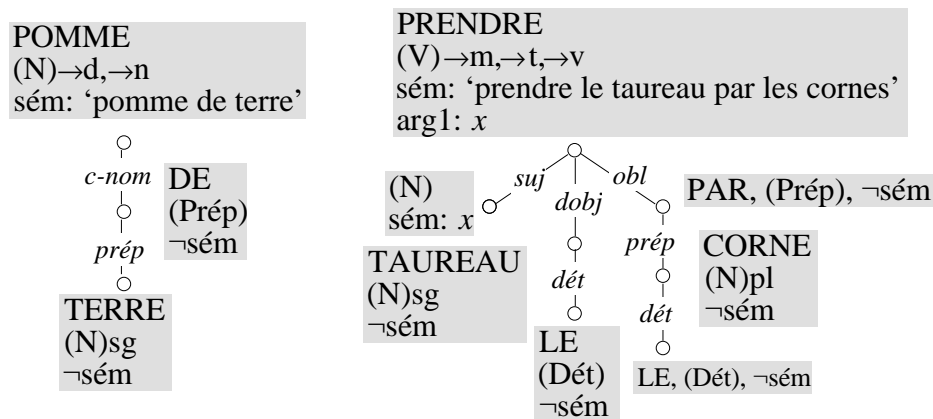 POMME
(N)→d,→n
sém: ‘pomme de terre’
c-nom
DE
(Prép)
¬sém
prép
TERRE
(N)sg
¬sém
PRENDRE
(V)→m,→t,→v
sém: ‘prendre le taureau par les cornes’
arg1: x
suj
dobj
obl
(N)
sém: x
PAR, (Prép), ¬sém
TAUREAU
(N)sg
¬sém
dét
LE
(Dét)
¬sém
prép
CORNE
(N)pl
¬sém
dét
LE, (Dét), ¬sém